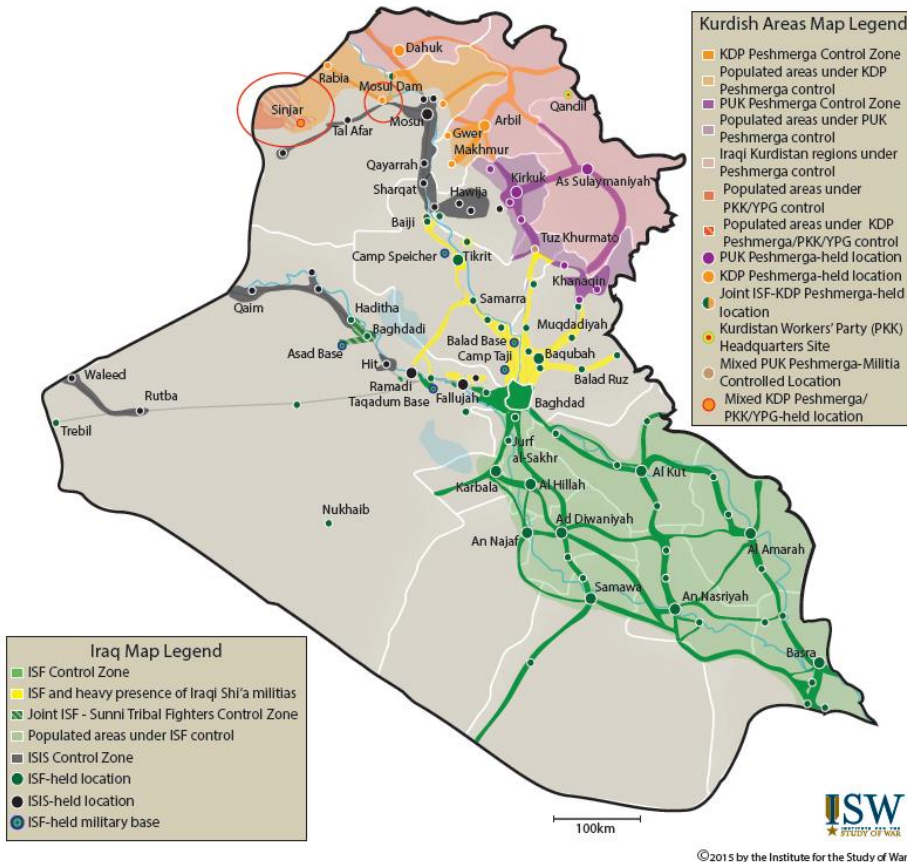 Kurdish Areas Map Legend
KDP Peshmerga Control Zone
Populated areas under KDP
Peshmerga control
PUK Peshmerga Control Zone
Populated areas under PUK
Peshmerga control
Iraqi Kurdistan regions under
Peshmerga control
Populated areas under
PKK/YPG control
Populated areas under KDP
Peshmerga/PKK/YPG control
PUK Peshmerga-held location
KDP Peshmerga-held location
Joint ISF-KDP Peshmerga-held
location
Kurdistan Workers' Party (PKK)
Headquarters Site
Mixed PUK Peshmerga-Militia
Controlled Location
Mixed KDP Peshmerga/
PKK/YPG-held location
Dahuk
Rabia
Mosul Dam
Sinjar
Qandil
Tal Afar
Mosul
Arbil
Gwer
Makhmur
Qayarrah
Kirkuk
As Sulaymaniyah
Sharqat
Hawija
Baiji
Tuz Khurmato
Camp Speicher
Tikrit
Khanaqin
Qaim
Samarra
Haditha
Baghdadi
Muqdadiyah
Balad Base
Camp Taji
Asad Base
Hit
Baqubah
Waleed
Ramadi
Balad Ruz
Rutba
Taqadum Base
Fallujah
Baghdad
Trebil
Jurf
al-Sakhr
Karbala
Al Hillah
Al Kut
Nukhaib
Ad Diwaniyah
An Najaf
Al Amarah
Samawa
An Nasriyah
Basra
Iraq Map Legend
ISF Control Zone
ISF and heavy presence of Iraqi Shi'a militias
Joint ISF - Sunni Tribal Fighters Control Zone
Populated areas under ISF control
ISIS Control Zone
ISF-held location
ISIS-held location
ISF-held military base
100km
ISW
INSTITUTE FOR THE
STUDY OF WAR
©2015 by the Institute for the Study of War